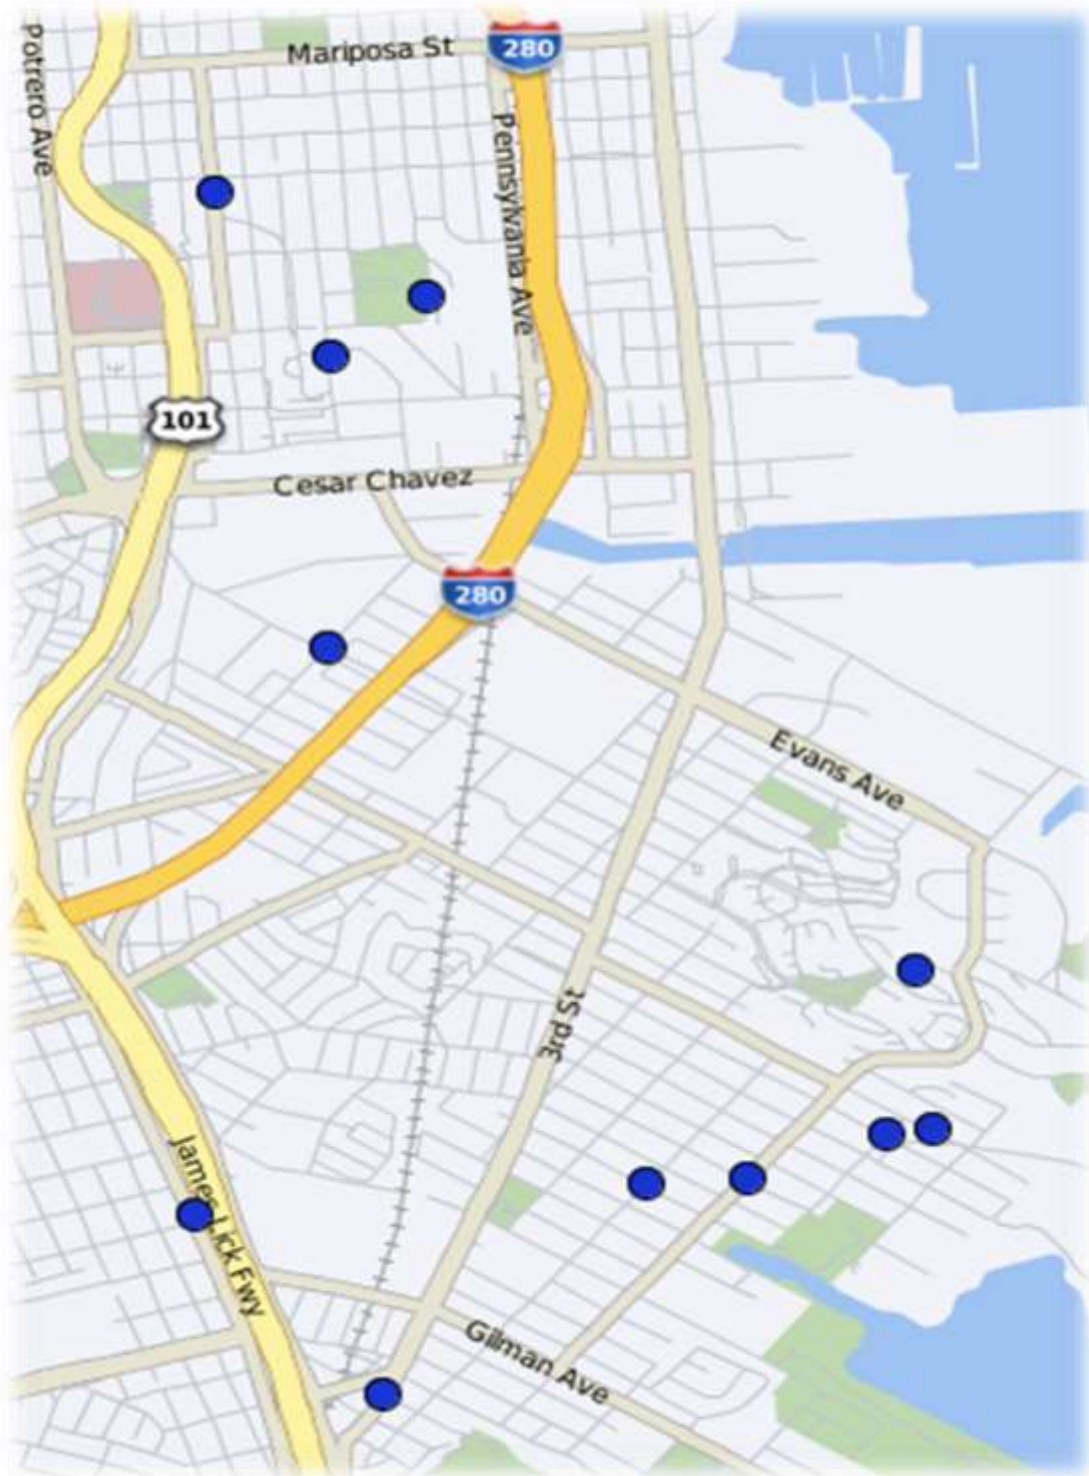 Potrero Ave
Mariposa St
280
Pennsylvania Ave
101
Cesar Chavez
280
Evans Ave
3rd St
James Lick Fwy
Gilman Ave